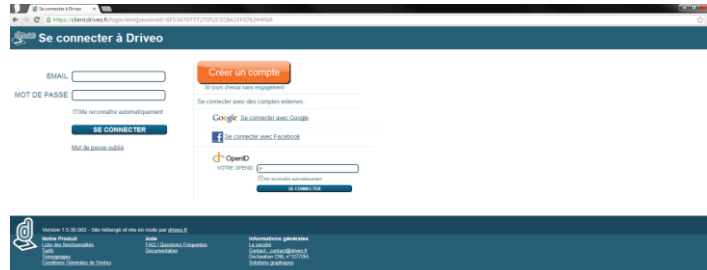 Se connecter à Driveo
https://client.driveo.fr/login.html;jsessionid=
Se connecter à Driveo
EMAIL
MOT DE PASSE
Me reconnaître automatiquement
SE CONNECTER
Mot de passe oublié
Créer un compte
30 jours d'essai sans engagement
Se connecter avec des comptes externes :
Google Se connecter avec Google
f Se connecter avec Facebook
OpenID
VOTRE OPENID
Me reconnaître automatiquement
SE CONNECTER
Version 1.5.36.002 - Site hébergé et mis en route par driveo.fr
Notre Produit
Liste des fonctionnalités
Tarifs
Témoignages
Conditions Générales de Ventes
Aide
FAQ / Questions Fréquentes
Documentation
Informations générales
La société
Contact : contact@driveo.fr
Déclaration CNIL n°1277265
Solutions graphiques